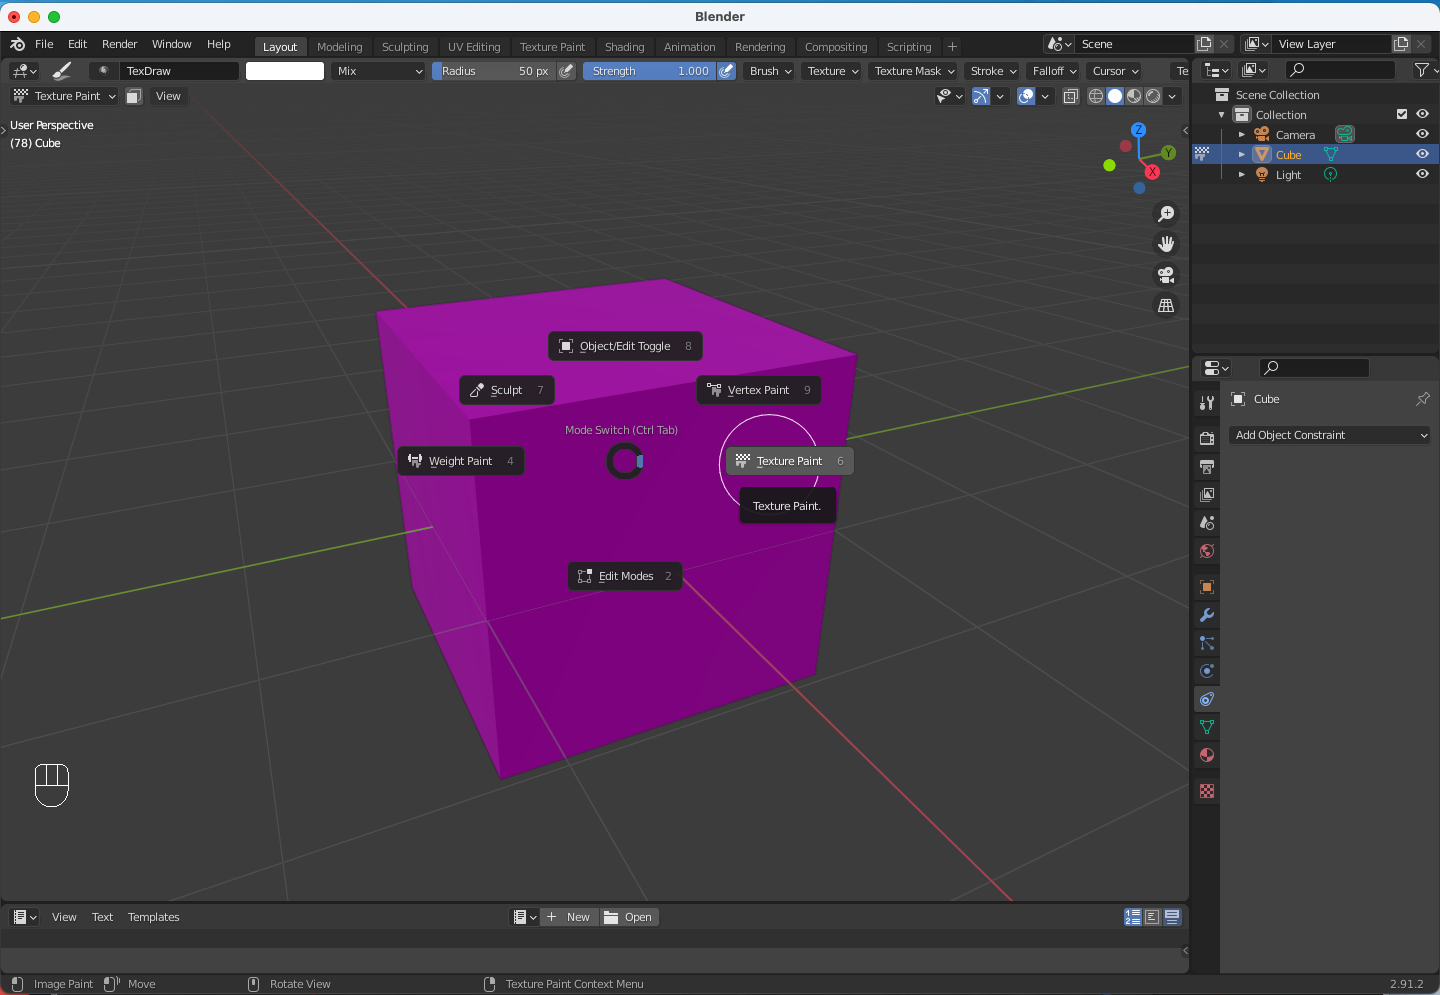 Blender
File Edit Render Window Help Layout Modeling Sculpting UV Editing Texture Paint Shading Animation Rendering Compositing Scripting + Scene View Layer
TexDraw Mix Radius 50 px Strength 1.000 Brush Texture Texture Mask Stroke Falloff Cursor Te
Texture Paint View
User Perspective
(78) Cube
Z
Y
X
Scene Collection
Collection
Camera
Cube
Light
Object/Edit Toggle 8
Sculpt 7
Vertex Paint 9
Mode Switch (Ctrl Tab)
Weight Paint 4
Texture Paint 6
Texture Paint.
Edit Modes 2
Cube
Add Object Constraint
View Text Templates + New Open
Image Paint Move Rotate View Texture Paint Context Menu 2.91.2